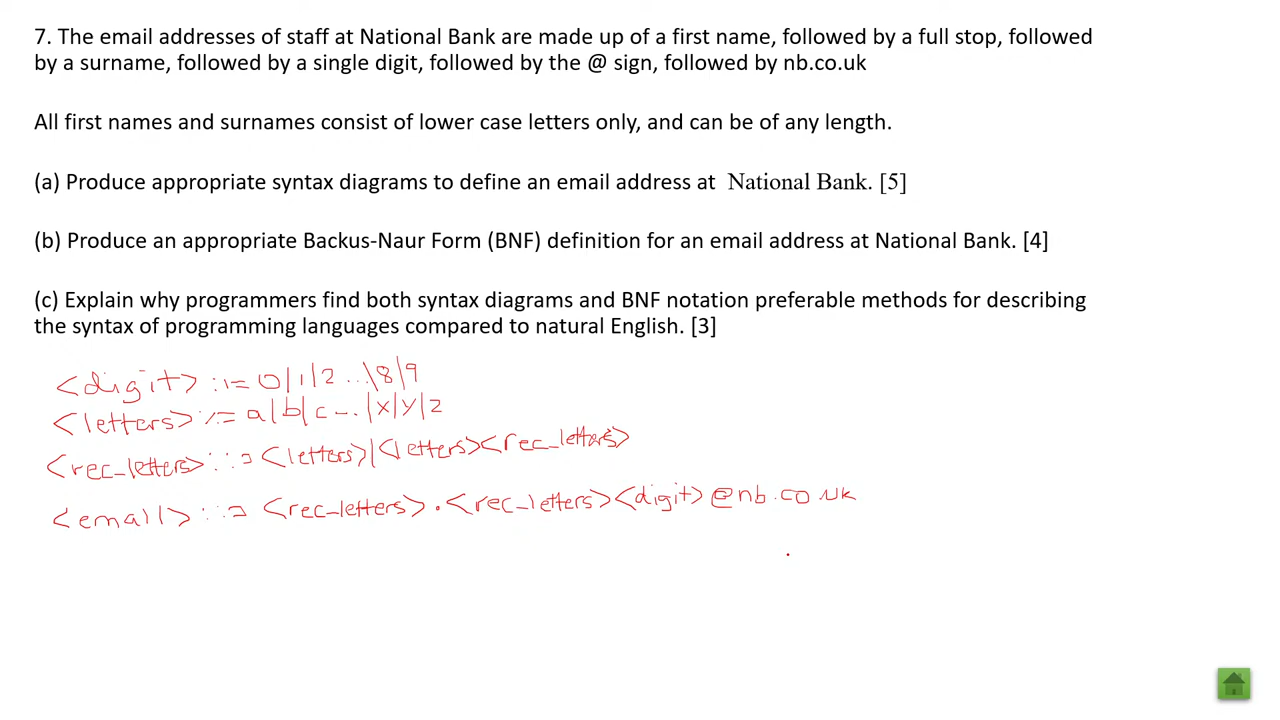 7. The email addresses of staff at National Bank are made up of a first name, followed by a full stop, followed
by a surname, followed by a single digit, followed by the @ sign, followed by nb.co.uk
All first names and surnames consist of lower case letters only, and can be of any length.
(a) Produce appropriate syntax diagrams to define an email address at National Bank. [5]
(b) Produce an appropriate Backus-Naur Form (BNF) definition for an email address at National Bank. [4]
(c) Explain why programmers find both syntax diagrams and BNF notation preferable methods for describing
the syntax of programming languages compared to natural English. [3]
<digit> ::= 0|1|2 ...\8|9
<letters> ::= a|b|c ...|x|y|z
<rec_letters> ::= <letters>|<letters><rec_letters>
<email> ::= <rec_letters>.<rec_letters><digit>@nb.co.uk